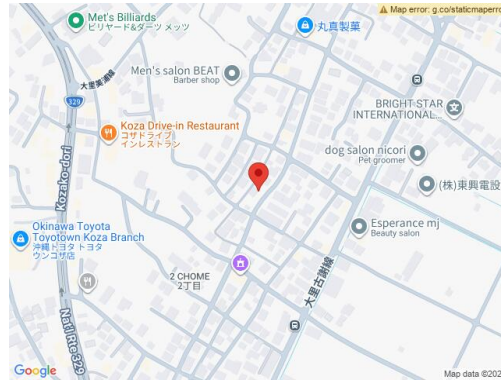 Map error: g.co/staticmaperro
Met's Billiards
ビリヤード&ダーツ メッツ
丸真製菓
大里美浦線
Men's salon BEAT
Barber shop
329
BRIGHT STAR
INTERNATIONAL...
Koza Drive-in Restaurant
コザドライブ
インレストラン
Kozako-dori
dog salon nicori
Pet groomer
(株)東興電設
Okinawa Toyota
Toyotown Koza Branch
沖縄トヨタ トヨタ
ウンコザ店
Esperance mj
Beauty salon
2 CHOME
2丁目
大里古謝線
Nat'l Rte 329
Google
Map data ©202